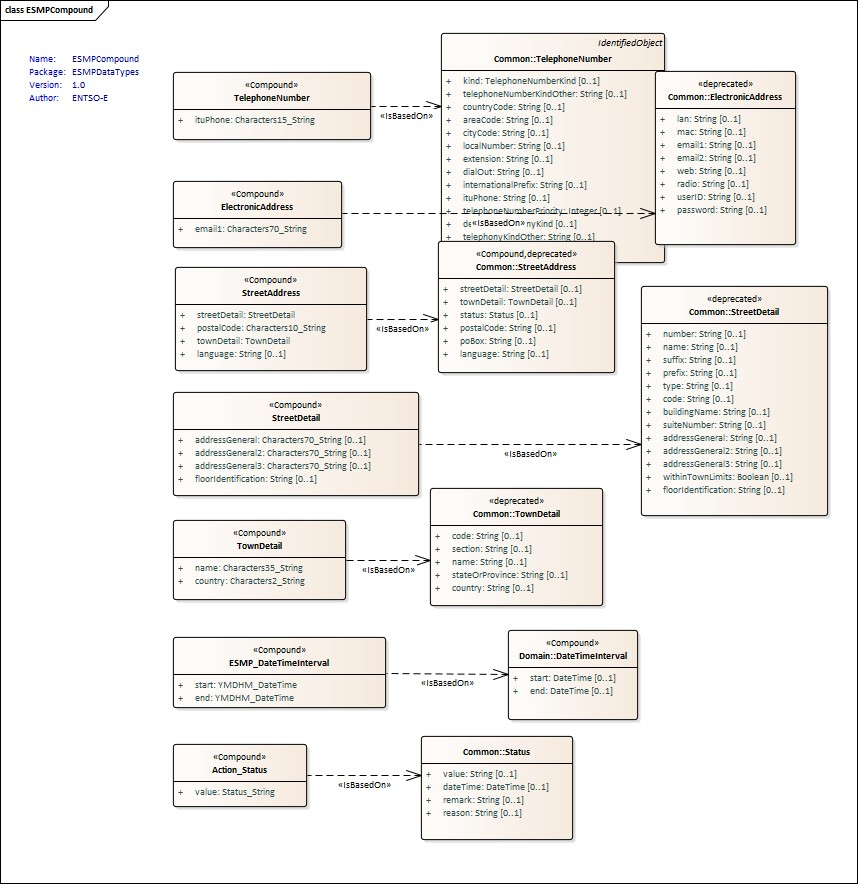 class ESMPCompound
Name: ESMPCompound
Package: ESMPDataTypes
Version: 1.0
Author: ENTSO-E
«Compound»
TelephoneNumber
+ ituPhone: Characters15_String
«IsBasedOn»
IdentifiedObject
Common::TelephoneNumber
+ kind: TelephoneNumberKind [0..1]
+ telephoneNumberKindOther: String [0..1]
+ countryCode: String [0..1]
+ areaCode: String [0..1]
+ cityCode: String [0..1]
+ localNumber: String [0..1]
+ extension: String [0..1]
+ dialOut: String [0..1]
+ internationalPrefix: String [0..1]
+ ituPhone: String [0..1]
+ telephoneNumberPriority: Integer [0..1]
+ de nyKind [0..1]
+ telephonyKindOther: String [0..1]
«deprecated»
Common::ElectronicAddress
+ lan: String [0..1]
+ mac: String [0..1]
+ email1: String [0..1]
+ email2: String [0..1]
+ web: String [0..1]
+ radio: String [0..1]
+ userID: String [0..1]
+ password: String [0..1]
«Compound»
ElectronicAddress
+ email1: Characters70_String
«IsBasedOn»
«Compound»
StreetAddress
+ streetDetail: StreetDetail
+ postalCode: Characters10_String
+ townDetail: TownDetail
+ language: String [0..1]
«IsBasedOn»
«Compound,deprecated»
Common::StreetAddress
+ streetDetail: StreetDetail [0..1]
+ townDetail: TownDetail [0..1]
+ status: Status [0..1]
+ postalCode: String [0..1]
+ poBox: String [0..1]
+ language: String [0..1]
«deprecated»
Common::StreetDetail
+ number: String [0..1]
+ name: String [0..1]
+ suffix: String [0..1]
+ prefix: String [0..1]
+ type: String [0..1]
+ code: String [0..1]
+ buildingName: String [0..1]
+ suiteNumber: String [0..1]
+ addressGeneral: String [0..1]
+ addressGeneral2: String [0..1]
+ addressGeneral3: String [0..1]
+ withinTownLimits: Boolean [0..1]
+ floorIdentification: String [0..1]
«Compound»
StreetDetail
+ addressGeneral: Characters70_String [0..1]
+ addressGeneral2: Characters70_String [0..1]
+ addressGeneral3: Characters70_String [0..1]
+ floorIdentification: String [0..1]
«IsBasedOn»
«Compound»
TownDetail
+ name: Characters35_String
+ country: Characters2_String
«IsBasedOn»
«deprecated»
Common::TownDetail
+ code: String [0..1]
+ section: String [0..1]
+ name: String [0..1]
+ stateOrProvince: String [0..1]
+ country: String [0..1]
«Compound»
ESMP_DateTimeInterval
+ start: YMDHM_DateTime
+ end: YMDHM_DateTime
«IsBasedOn»
«Compound»
Domain::DateTimeInterval
+ start: DateTime [0..1]
+ end: DateTime [0..1]
«Compound»
Action_Status
+ value: Status_String
«IsBasedOn»
Common::Status
+ value: String [0..1]
+ dateTime: DateTime [0..1]
+ remark: String [0..1]
+ reason: String [0..1]